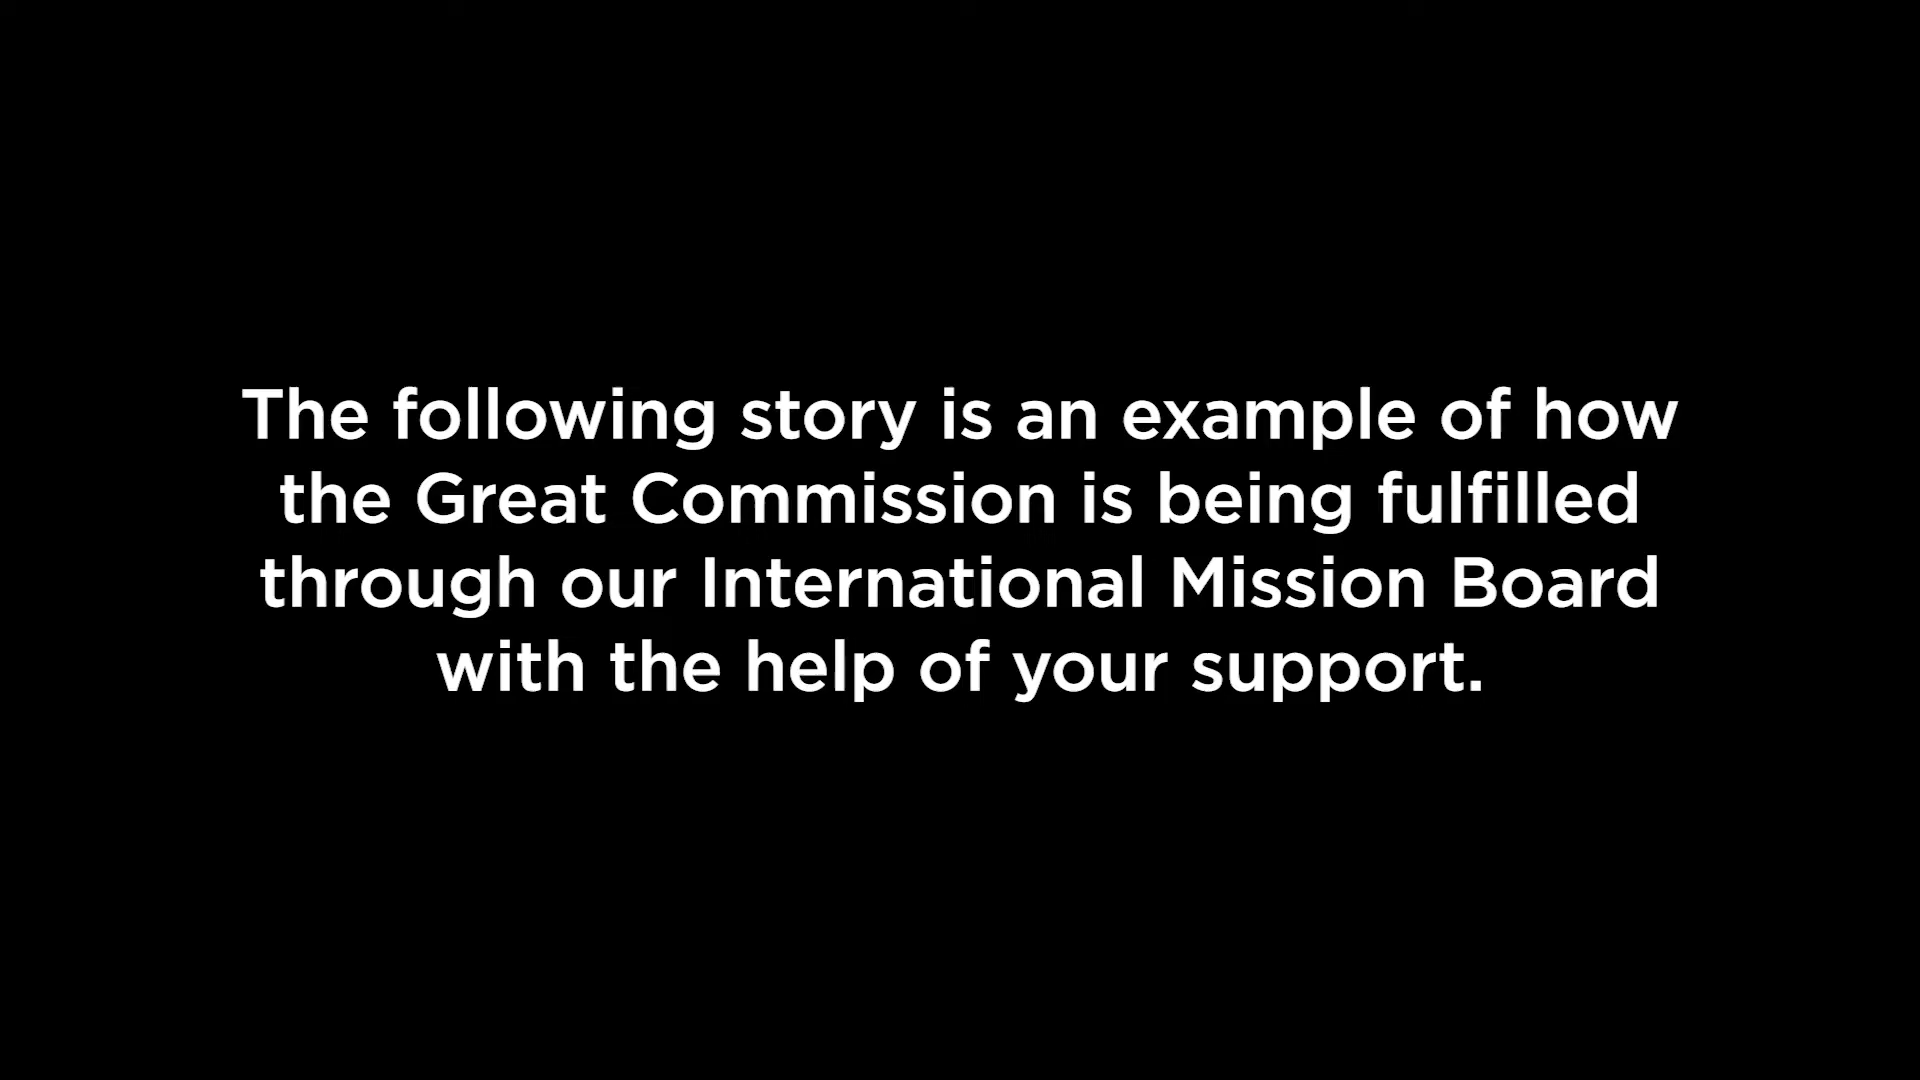 The following story is an example of how
the Great Commission is being fulfilled
through our International Mission Board
with the help of your support.